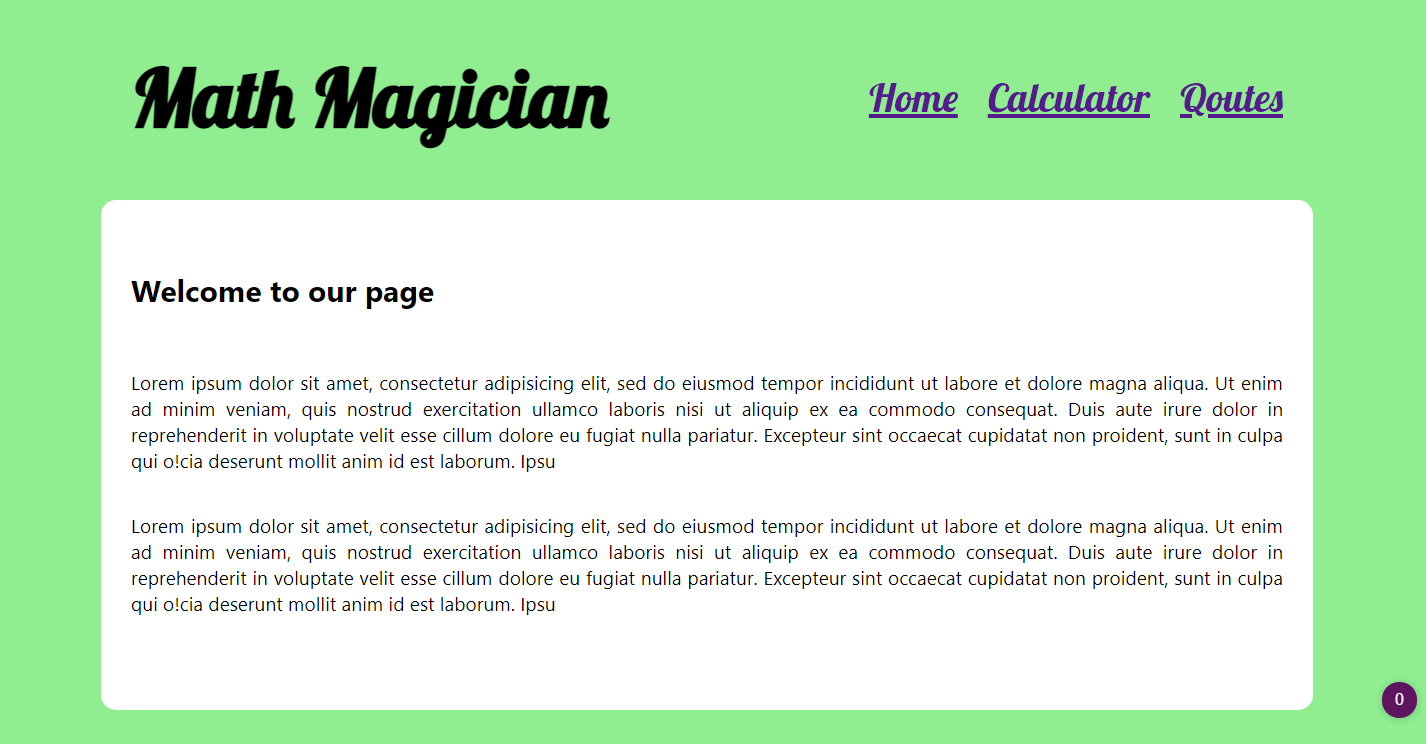 Math Magician
Home Calculator Qoutes
Welcome to our page
Lorem ipsum dolor sit amet, consectetur adipisicing elit, sed do eiusmod tempor incididunt ut labore et dolore magna aliqua. Ut enim
ad minim veniam, quis nostrud exercitation ullamco laboris nisi ut aliquip ex ea commodo consequat. Duis aute irure dolor in
reprehenderit in voluptate velit esse cillum dolore eu fugiat nulla pariatur. Excepteur sint occaecat cupidatat non proident, sunt in culpa
qui o!cia deserunt mollit anim id est laborum. Ipsu
Lorem ipsum dolor sit amet, consectetur adipisicing elit, sed do eiusmod tempor incididunt ut labore et dolore magna aliqua. Ut enim
ad minim veniam, quis nostrud exercitation ullamco laboris nisi ut aliquip ex ea commodo consequat. Duis aute irure dolor in
reprehenderit in voluptate velit esse cillum dolore eu fugiat nulla pariatur. Excepteur sint occaecat cupidatat non proident, sunt in culpa
qui o!cia deserunt mollit anim id est laborum. Ipsu
0